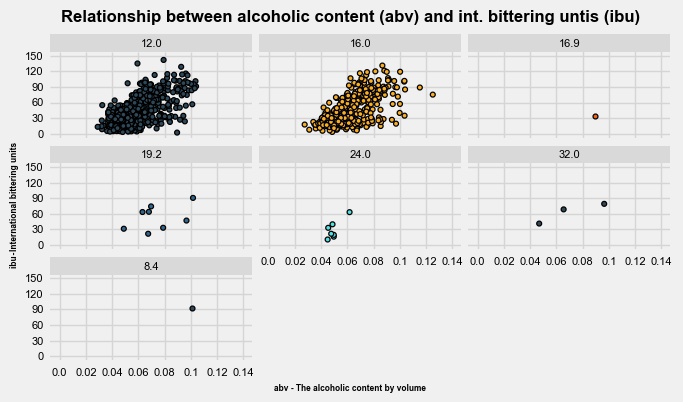 Relationship between alcoholic content (abv) and int. bittering untis (ibu)
12.0 16.0 16.9
150
120
90
60
30
0
19.2 24.0 32.0
150
120
90
60
30
0
0 0.02 0.04 0.06 0.08 0.1 0.12 0.14 0 0.02 0.04 0.06 0.08 0.1 0.12 0.14
8.4
150
120
90
60
30
0
0.0 0.02 0.04 0.06 0.08 0.1 0.12 0.14
ibu-International bittering units
abv - The alcoholic content by volume